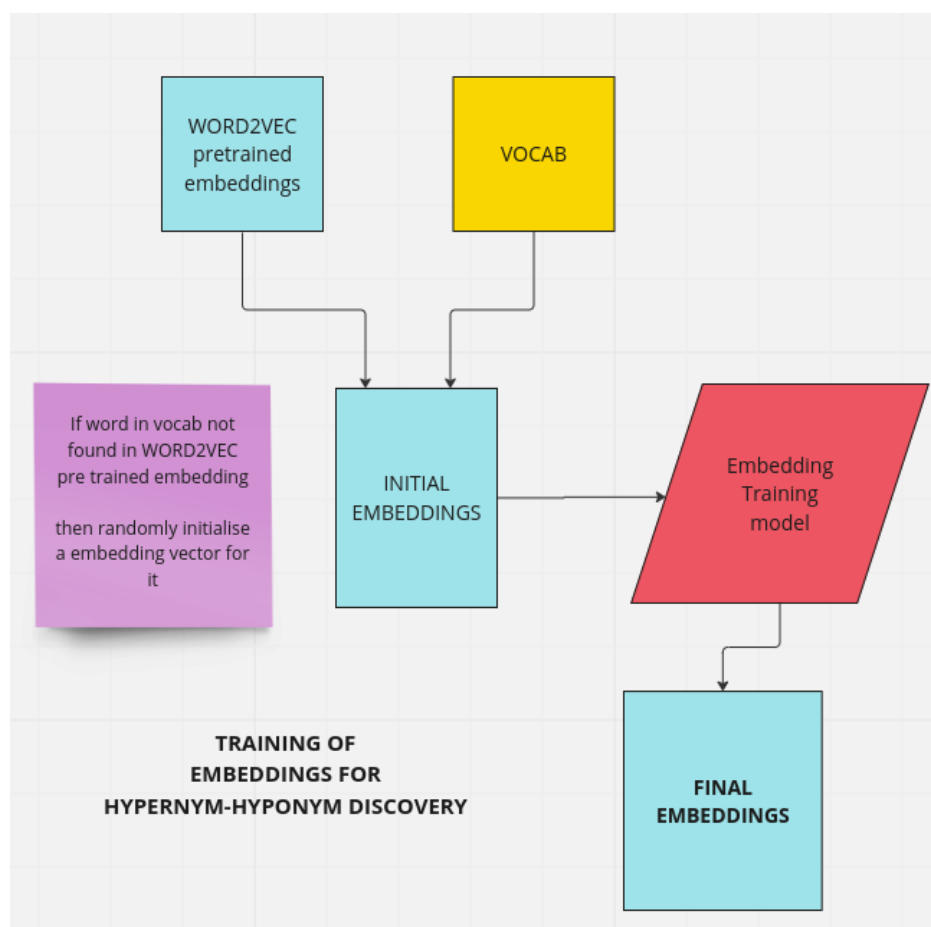 WORD2VEC
pretrained
embeddings
VOCAB
If word in vocab not
found in WORD2VEC
pre trained embedding
then randomly initialise
a embedding vector for
it
INITIAL
EMBEDDINGS
Embedding
Training
model
TRAINING OF
EMBEDDINGS FOR
HYPERNYM-HYPONYM DISCOVERY
FINAL
EMBEDDINGS